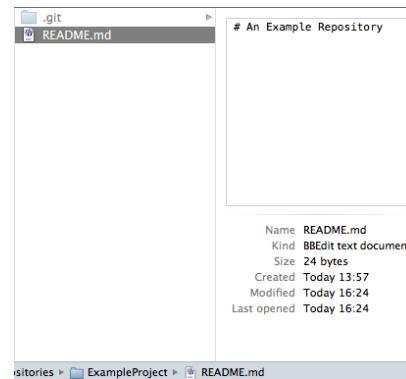 .git
README.md
# An Example Repository
Name README.md
Kind BBEdit text documen
Size 24 bytes
Created Today 13:57
Modified Today 16:24
Last opened Today 16:24
sitories ▸ ExampleProject ▸ README.md